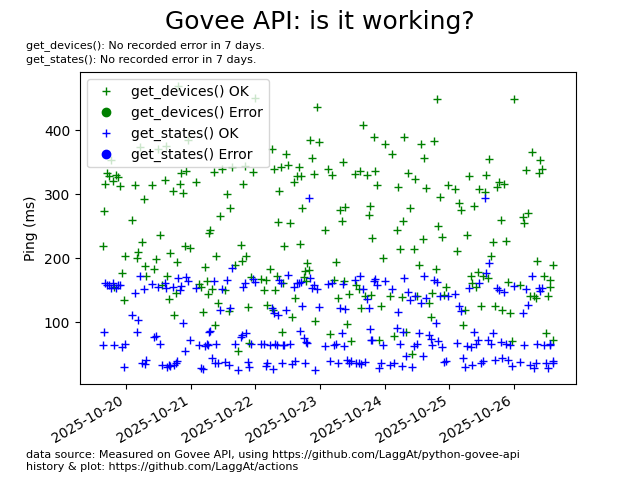 Govee API: is it working?
get_devices(): No recorded error in 7 days.
get_states(): No recorded error in 7 days.
get_devices() OK
get_devices() Error
get_states() OK
get_states() Error
Ping (ms)
400
300
200
100
2025-10-20
2025-10-21
2025-10-22
2025-10-23
2025-10-24
2025-10-25
2025-10-26
data source: Measured on Govee API, using https://github.com/LaggAt/python-govee-api
history & plot: https://github.com/LaggAt/actions